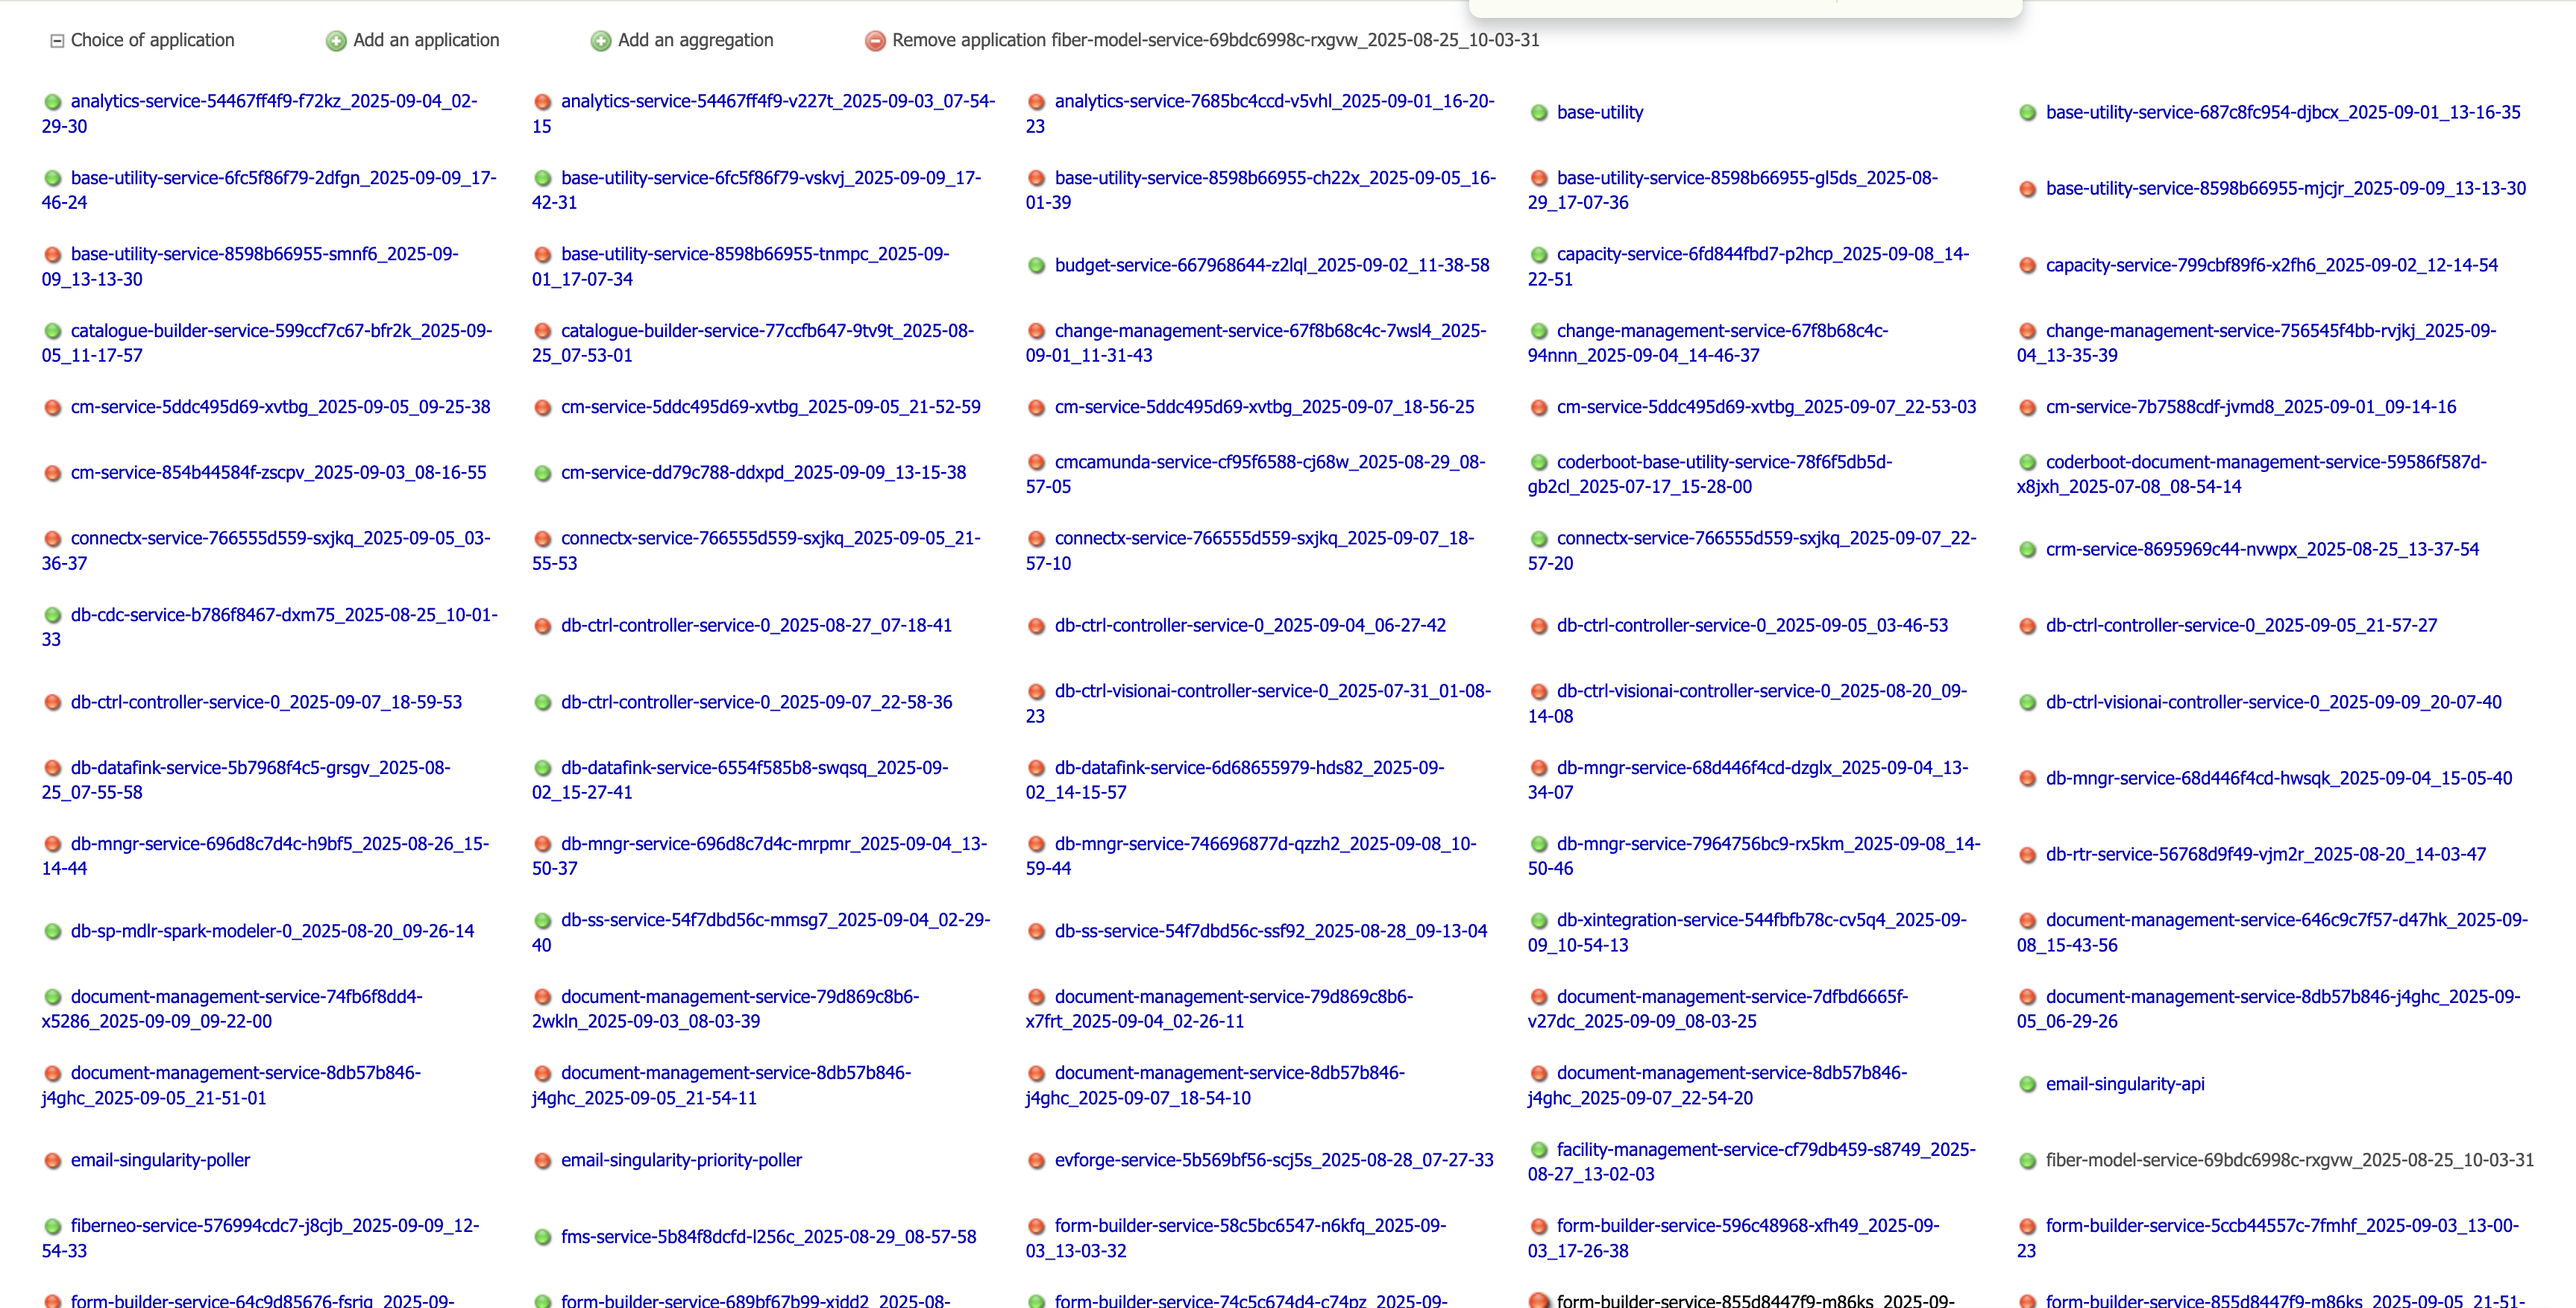 Choice of application Add an application Add an aggregation Remove application fiber-model-service-69bdc6998c-rxgvw_2025-08-25_10-03-31
analytics-service-54467ff4f9-f72kz_2025-09-04_02-
29-30
analytics-service-54467ff4f9-v227t_2025-09-03_07-54-
15
analytics-service-7685bc4ccd-v5vhl_2025-09-01_16-20-
23
base-utility
base-utility-service-687c8fc954-djbcx_2025-09-01_13-16-35
base-utility-service-6fc5f86f79-2dfgn_2025-09-09_17-
46-24
base-utility-service-6fc5f86f79-vskvj_2025-09-09_17-
42-31
base-utility-service-8598b66955-ch22x_2025-09-05_16-
01-39
base-utility-service-8598b66955-gl5ds_2025-08-
29_17-07-36
base-utility-service-8598b66955-mjcjr_2025-09-09_13-13-30
base-utility-service-8598b66955-smnf6_2025-09-
09_13-13-30
base-utility-service-8598b66955-tnmpc_2025-09-
01_17-07-34
budget-service-667968644-z2lql_2025-09-02_11-38-58
capacity-service-6fd844fbd7-p2hcp_2025-09-08_14-
22-51
capacity-service-799cbf89f6-x2fh6_2025-09-02_12-14-54
catalogue-builder-service-599ccf7c67-bfr2k_2025-09-
05_11-17-57
catalogue-builder-service-77ccfb647-9tv9t_2025-08-
25_07-53-01
change-management-service-67f8b68c4c-7wsl4_2025-
09-01_11-31-43
change-management-service-67f8b68c4c-
94nnn_2025-09-04_14-46-37
change-management-service-756545f4bb-rvjkj_2025-09-
04_13-35-39
cm-service-5ddc495d69-xvtbg_2025-09-05_09-25-38
cm-service-5ddc495d69-xvtbg_2025-09-05_21-52-59
cm-service-5ddc495d69-xvtbg_2025-09-07_18-56-25
cm-service-5ddc495d69-xvtbg_2025-09-07_22-53-03
cm-service-7b7588cdf-jvmd8_2025-09-01_09-14-16
cm-service-854b44584f-zscpv_2025-09-03_08-16-55
cm-service-dd79c788-ddxpd_2025-09-09_13-15-38
cmcamunda-service-cf95f6588-cj68w_2025-08-29_08-
57-05
coderboot-base-utility-service-78f6f5db5d-
gb2cl_2025-07-17_15-28-00
coderboot-document-management-service-59586f587d-
x8jxh_2025-07-08_08-54-14
connectx-service-766555d559-sxjkq_2025-09-05_03-
36-37
connectx-service-766555d559-sxjkq_2025-09-05_21-
55-53
connectx-service-766555d559-sxjkq_2025-09-07_18-
57-10
connectx-service-766555d559-sxjkq_2025-09-07_22-
57-20
crm-service-8695969c44-nvwpx_2025-08-25_13-37-54
db-cdc-service-b786f8467-dxm75_2025-08-25_10-01-
33
db-ctrl-controller-service-0_2025-08-27_07-18-41
db-ctrl-controller-service-0_2025-09-04_06-27-42
db-ctrl-controller-service-0_2025-09-05_03-46-53
db-ctrl-controller-service-0_2025-09-05_21-57-27
db-ctrl-controller-service-0_2025-09-07_18-59-53
db-ctrl-controller-service-0_2025-09-07_22-58-36
db-ctrl-visionai-controller-service-0_2025-07-31_01-08-
23
db-ctrl-visionai-controller-service-0_2025-08-20_09-
14-08
db-ctrl-visionai-controller-service-0_2025-09-09_20-07-40
db-datafink-service-5b7968f4c5-grsgv_2025-08-
25_07-55-58
db-datafink-service-6554f585b8-swqsq_2025-09-
02_15-27-41
db-datafink-service-6d68655979-hds82_2025-09-
02_14-15-57
db-mngr-service-68d446f4cd-dzglx_2025-09-04_13-
34-07
db-mngr-service-68d446f4cd-hwsqk_2025-09-04_15-05-40
db-mngr-service-696d8c7d4c-h9bf5_2025-08-26_15-
14-44
db-mngr-service-696d8c7d4c-mrpmr_2025-09-04_13-
50-37
db-mngr-service-746696877d-qzzh2_2025-09-08_10-
59-44
db-mngr-service-7964756bc9-rx5km_2025-09-08_14-
50-46
db-rtr-service-56768d9f49-vjm2r_2025-08-20_14-03-47
db-sp-mdlr-spark-modeler-0_2025-08-20_09-26-14
db-ss-service-54f7dbd56c-mmsg7_2025-09-04_02-29-
40
db-ss-service-54f7dbd56c-ssf92_2025-08-28_09-13-04
db-xintegration-service-544fbfb78c-cv5q4_2025-09-
09_10-54-13
document-management-service-646c9c7f57-d47hk_2025-09-
08_15-43-56
document-management-service-74fb6f8dd4-
x5286_2025-09-09_09-22-00
document-management-service-79d869c8b6-
2wkln_2025-09-03_08-03-39
document-management-service-79d869c8b6-
x7frt_2025-09-04_02-26-11
document-management-service-7dfbd6665f-
v27dc_2025-09-09_08-03-25
document-management-service-8db57b846-j4ghc_2025-09-
05_06-29-26
document-management-service-8db57b846-
j4ghc_2025-09-05_21-51-01
document-management-service-8db57b846-
j4ghc_2025-09-05_21-54-11
document-management-service-8db57b846-
j4ghc_2025-09-07_18-54-10
document-management-service-8db57b846-
j4ghc_2025-09-07_22-54-20
email-singularity-api
email-singularity-poller
email-singularity-priority-poller
evforge-service-5b569bf56-scj5s_2025-08-28_07-27-33
facility-management-service-cf79db459-s8749_2025-
08-27_13-02-03
fiber-model-service-69bdc6998c-rxgvw_2025-08-25_10-03-31
fiberneo-service-576994cdc7-j8cjb_2025-09-09_12-
54-33
fms-service-5b84f8dcfd-l256c_2025-08-29_08-57-58
form-builder-service-58c5bc6547-n6kfq_2025-09-
03_13-03-32
form-builder-service-596c48968-xfh49_2025-09-
03_17-26-38
form-builder-service-5ccb44557c-7fmhf_2025-09-03_13-00-
23
form-builder-service-64c9d85676-fsrjq_2025-09-
form-builder-service-689bf67b99-xjdd2_2025-08-
form-builder-service-74c5c674d4-c74pz_2025-09-
form-builder-service-855d8447f9-m86ks_2025-09-
form-builder-service-855d8447f9-m86ks_2025-09-05_21-51-